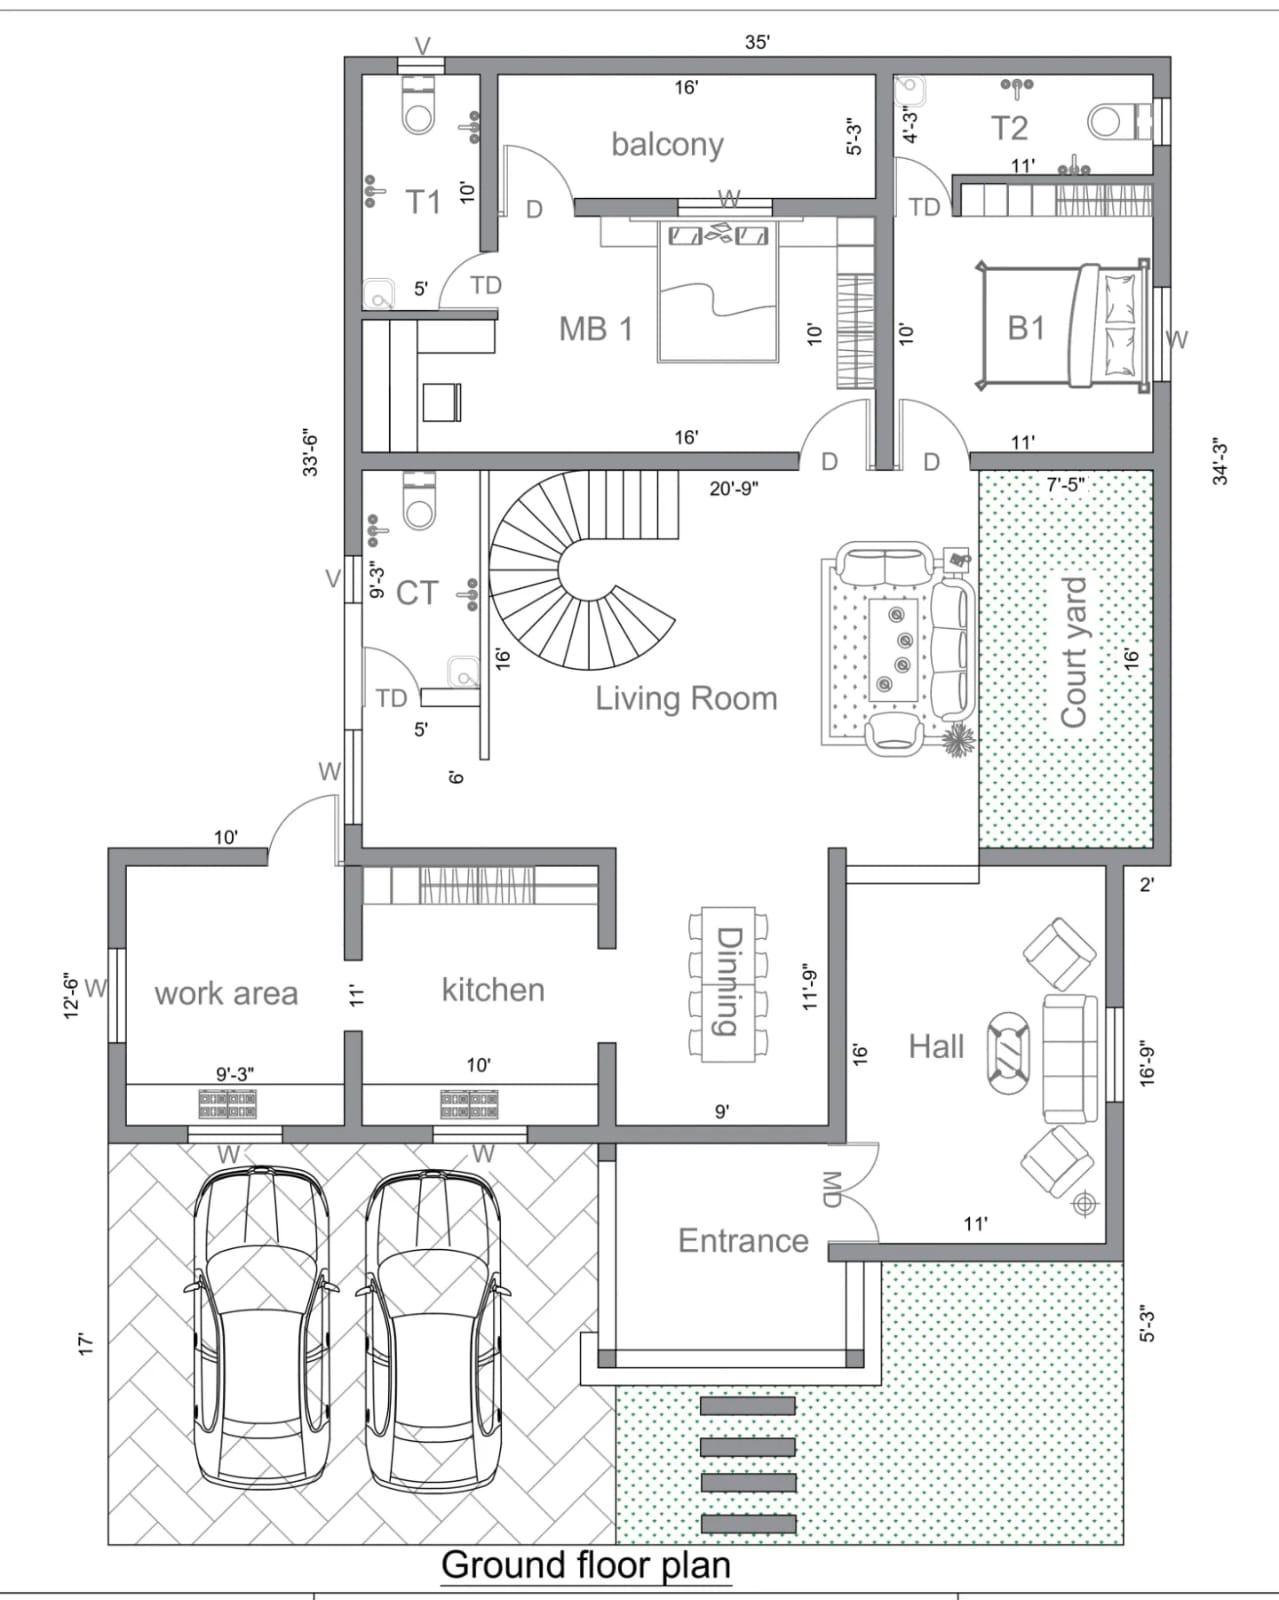 V
35'
16'
balcony
5'-3"
4'-3"
T2
11'
T1
10'
D
W
TD
5'
TD
MB 1
10'
10'
B1
W
16'
11'
D
D
33'-6"
34'-3"
20'-9"
7'-5"
V
9'-3"
CT
16'
Living Room
Court yard
16'
TD
5'
W
6'
10'
2'
12'-6"
W
work area
11'
kitchen
Dinning
11'-9"
Hall
16'
16'-9"
9'-3"
10'
9'
W
W
MD
11'
Entrance
17'
5'-3"
Ground floor plan